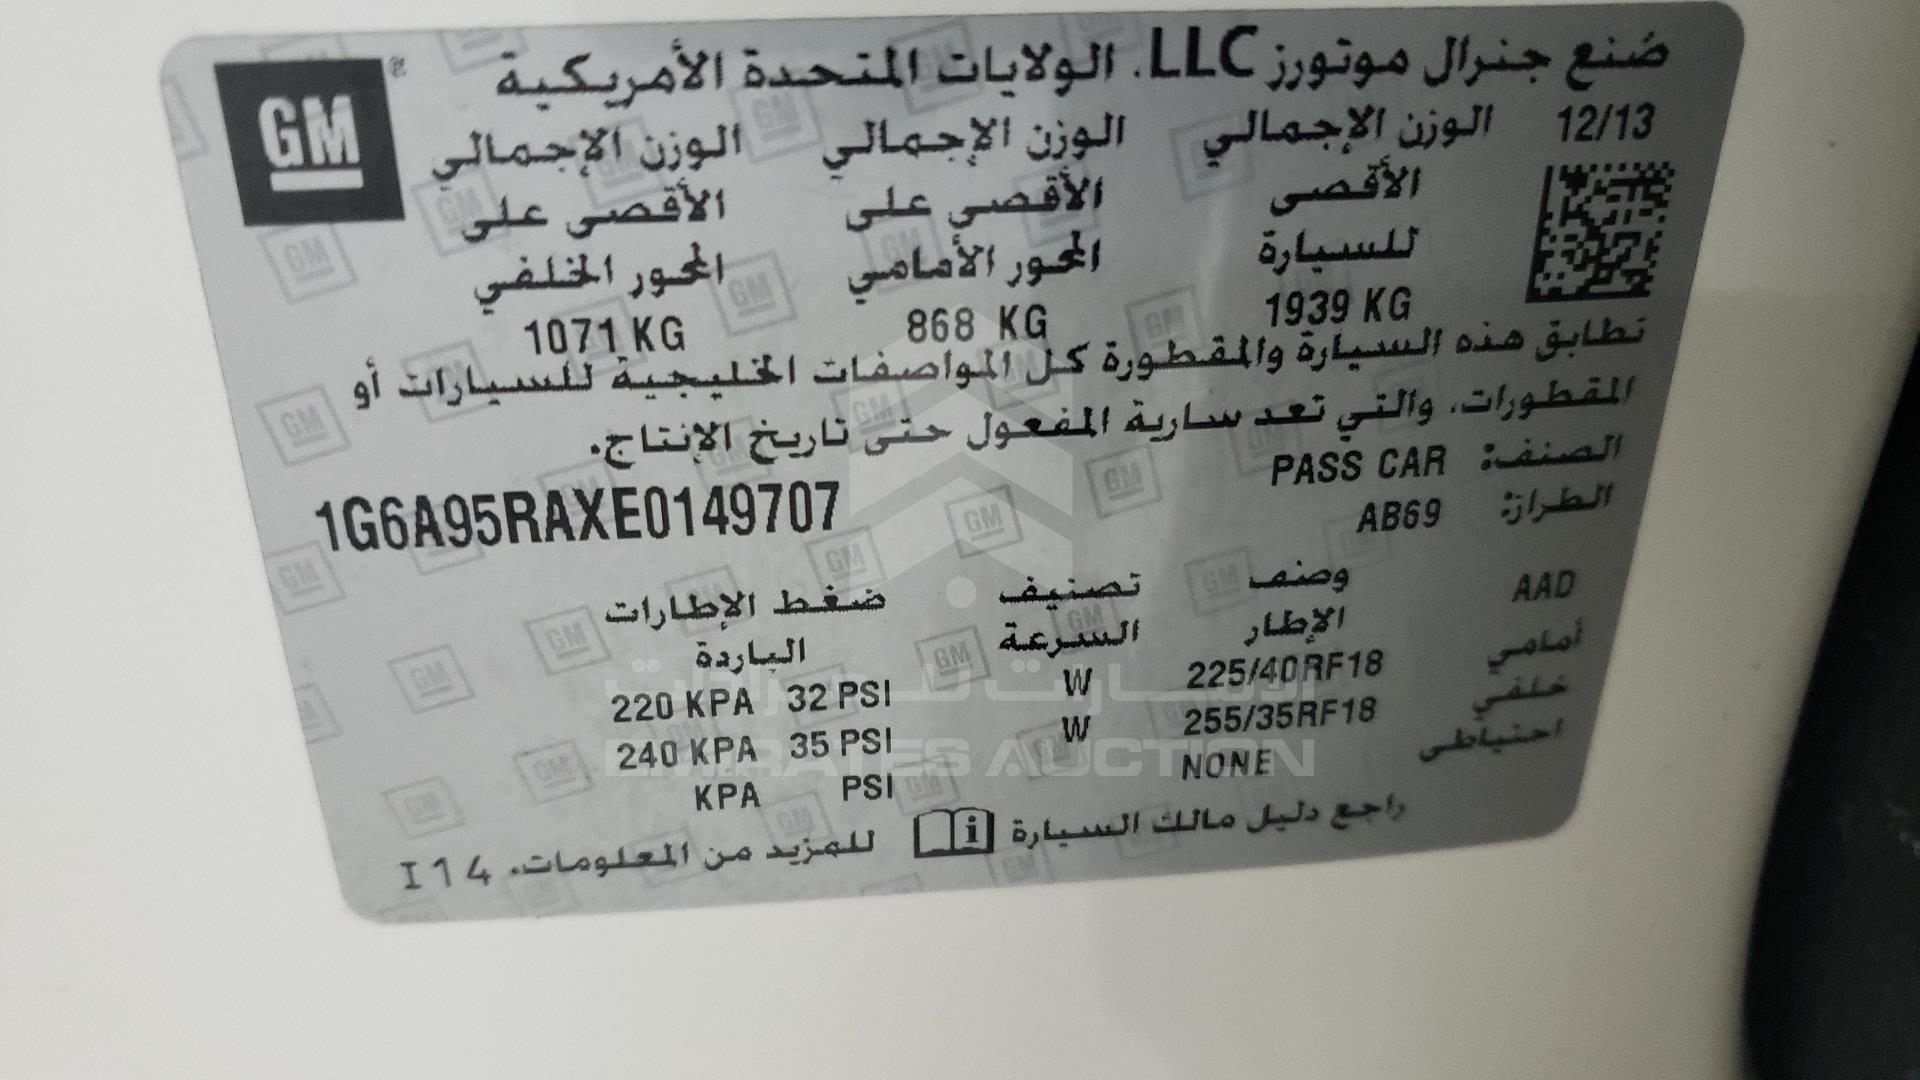 GM ®
صُنع جنرال موتورز LLC. الولايات المتحدة الأمريكية
12/13 الوزن الإجمالي الوزن الإجمالي الوزن الإجمالي
الأقصى الأقصى على الأقصى على
للسيارة المحور الأمامي المحور الخلفي
1939 KG 868 KG 1071 KG
تطابق هذه السيارة والمقطورة كل المواصفات الخليجية للسيارات أو
المقطورات، والتي تعد سارية المفعول حتى تاريخ الإنتاج.
الصنف: PASS CAR
الطراز: AB69
1G6A95RAXE0149707
AAD وصف تصنيف ضغط الإطارات
الإطار السرعة الباردة
أمامي 225/40RF18 W 220 KPA 32 PSI
خلفي 255/35RF18 W 240 KPA 35 PSI
احتياطى NONE KPA PSI
راجع دليل مالك السيارة للمزيد من المعلومات. I14
الإمارات للمزادات
EMIRATES AUCTION